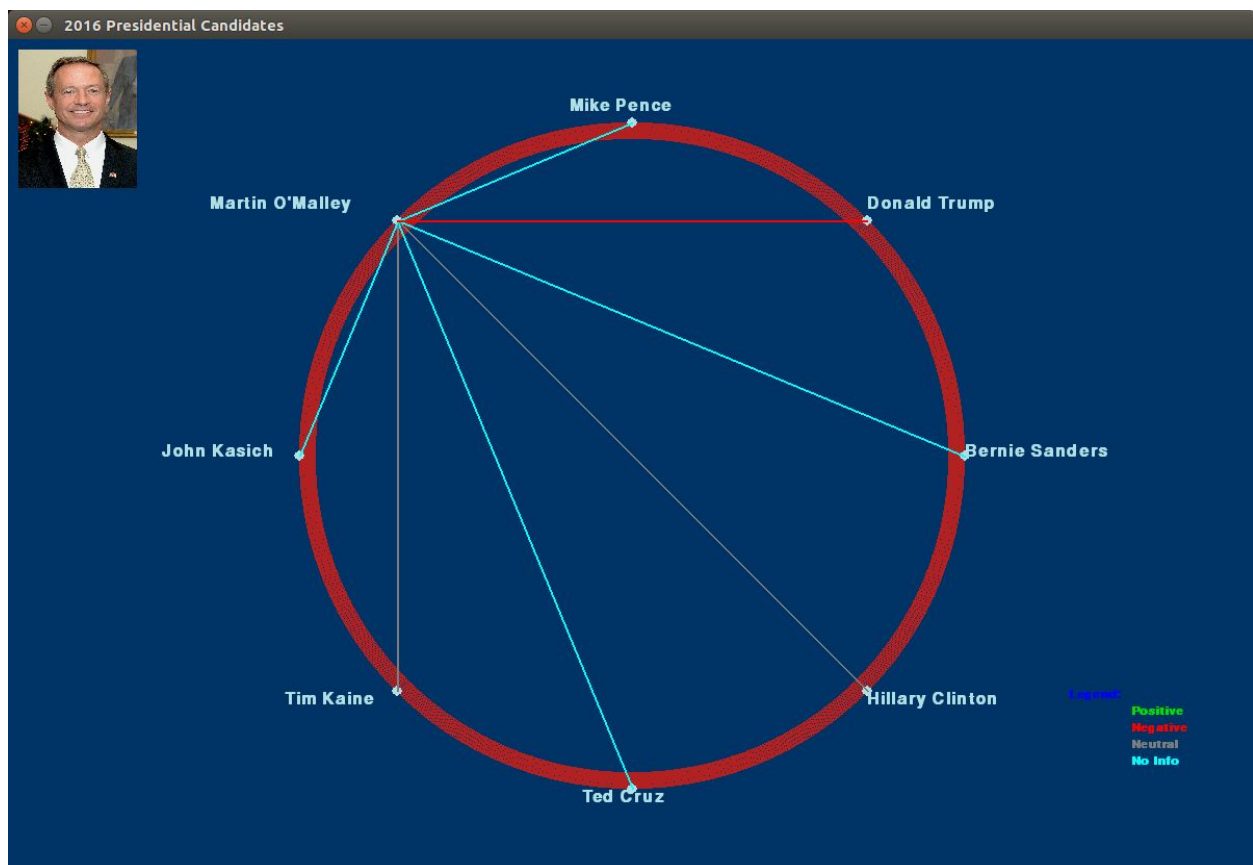 2016 Presidential Candidates
Mike Pence
Martin O'Malley
Donald Trump
John Kasich
Bernie Sanders
Tim Kaine
Hillary Clinton
Ted Cruz
Legend:
Positive
Negative
Neutral
No Info